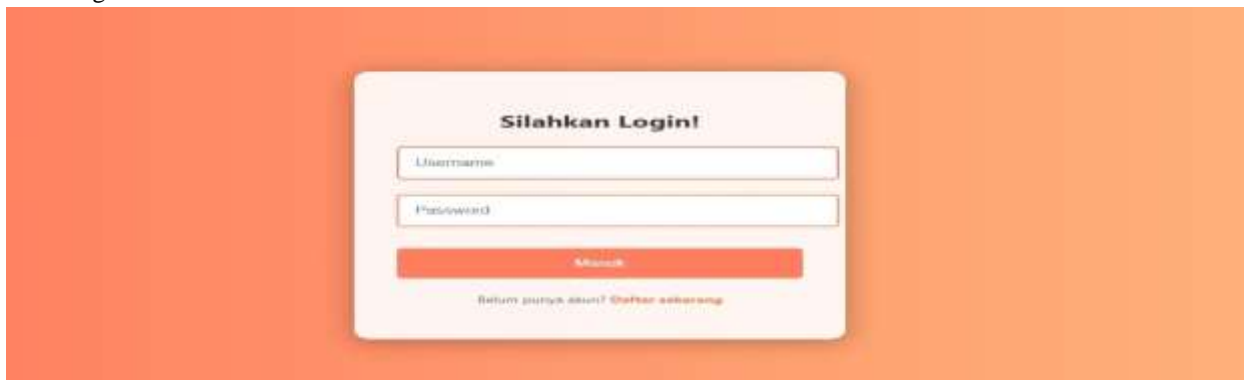 Silahkan Login!
Username
Password
Masuk
Belum punya akun? Daftar sekarang